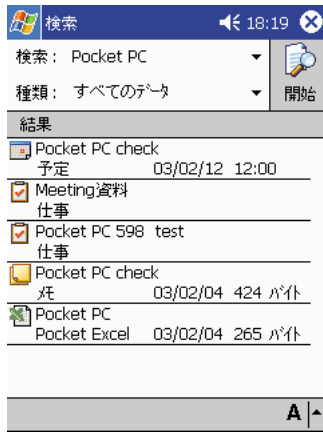 検索 18:19
検索: Pocket PC
種類: すべてのﾃﾞｰﾀ
開始
結果
Pocket PC check
予定 03/02/12 12:00
Meeting資料
仕事
Pocket PC 598 test
仕事
Pocket PC check
ﾒﾓ 03/02/04 424 ﾊﾞｲﾄ
Pocket PC
Pocket Excel 03/02/04 265 ﾊﾞｲﾄ
A